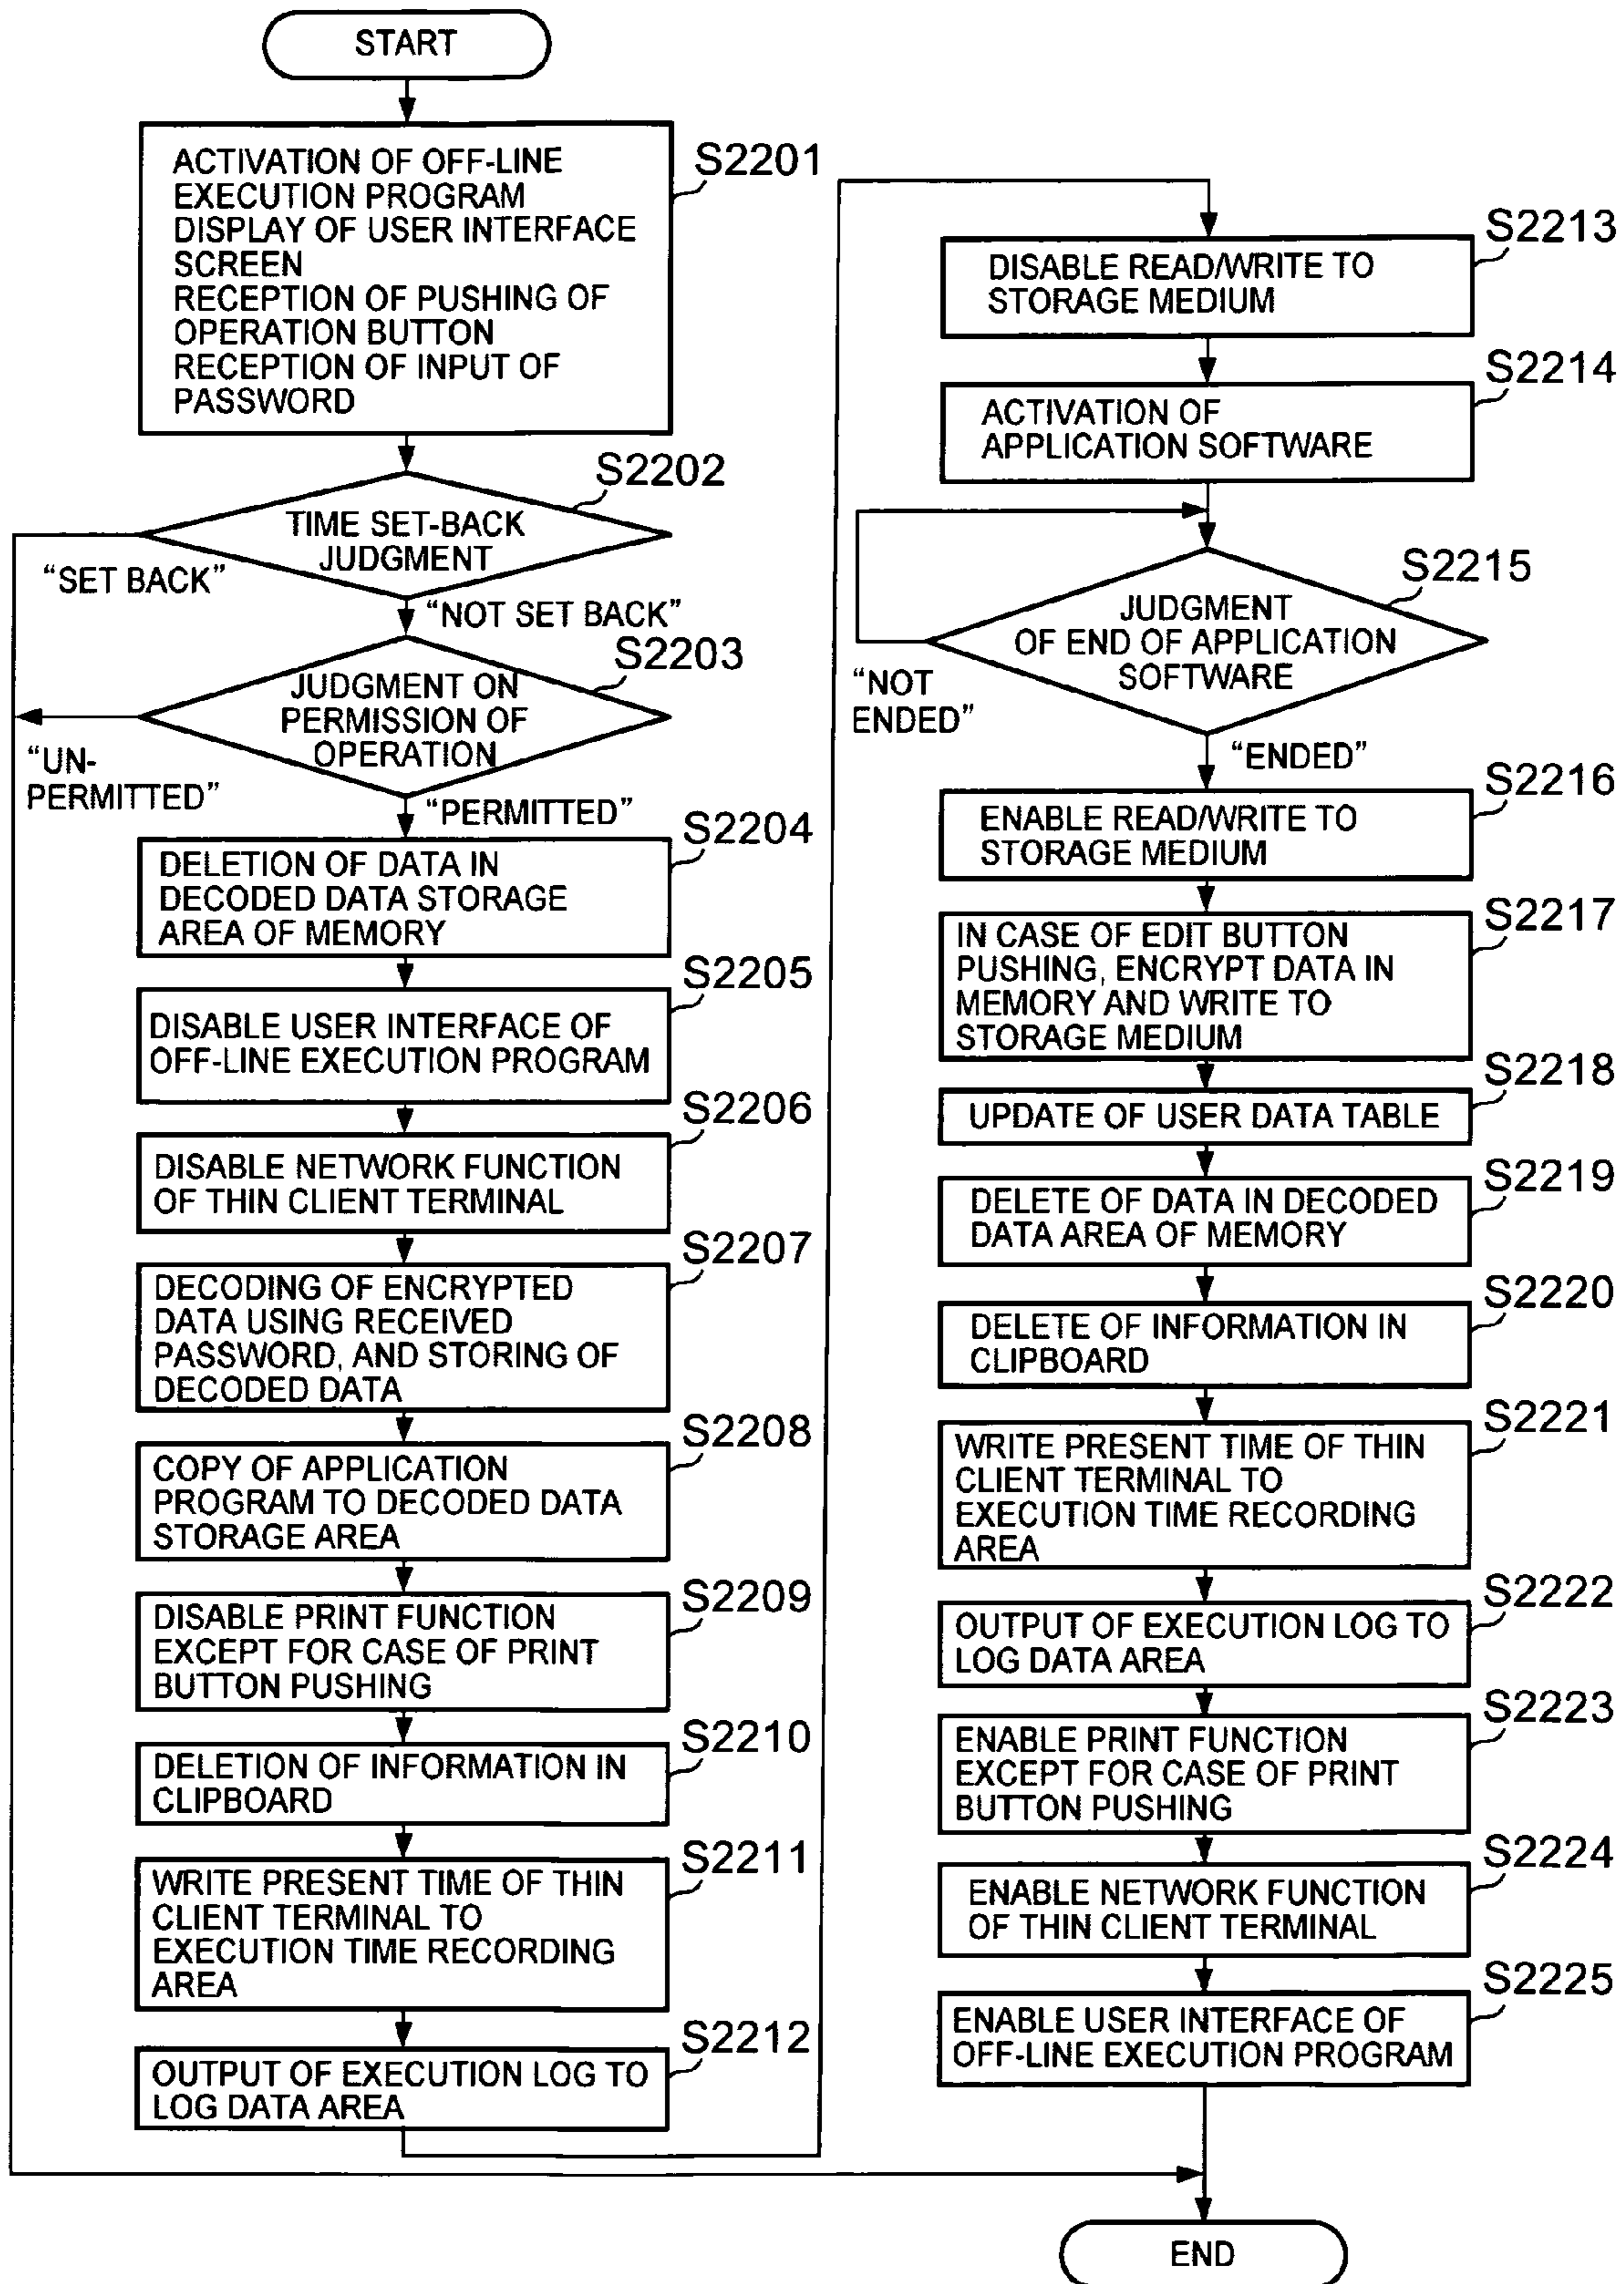 START
ACTIVATION OF OFF-LINE
EXECUTION PROGRAM
DISPLAY OF USER INTERFACE
SCREEN
RECEPTION OF PUSHING OF
OPERATION BUTTON
RECEPTION OF INPUT OF
PASSWORD
S2201
S2202
TIME SET-BACK
JUDGMENT
“SET BACK”
“NOT SET BACK”
S2203
JUDGMENT ON
PERMISSION OF
OPERATION
“UN-
PERMITTED”
“PERMITTED”
S2204
DELETION OF DATA IN
DECODED DATA STORAGE
AREA OF MEMORY
S2205
DISABLE USER INTERFACE OF
OFF-LINE EXECUTION PROGRAM
S2206
DISABLE NETWORK FUNCTION
OF THIN CLIENT TERMINAL
S2207
DECODING OF ENCRYPTED
DATA USING RECEIVED
PASSWORD, AND STORING OF
DECODED DATA
S2208
COPY OF APPLICATION
PROGRAM TO DECODED DATA
STORAGE AREA
S2209
DISABLE PRINT FUNCTION
EXCEPT FOR CASE OF PRINT
BUTTON PUSHING
S2210
DELETION OF INFORMATION IN
CLIPBOARD
S2211
WRITE PRESENT TIME OF THIN
CLIENT TERMINAL TO
EXECUTION TIME RECORDING
AREA
S2212
OUTPUT OF EXECUTION LOG TO
LOG DATA AREA
S2213
DISABLE READ/WRITE TO
STORAGE MEDIUM
S2214
ACTIVATION OF
APPLICATION SOFTWARE
S2215
JUDGMENT
OF END OF APPLICATION
SOFTWARE
“NOT
ENDED”
“ENDED”
S2216
ENABLE READ/WRITE TO
STORAGE MEDIUM
S2217
IN CASE OF EDIT BUTTON
PUSHING, ENCRYPT DATA IN
MEMORY AND WRITE TO
STORAGE MEDIUM
S2218
UPDATE OF USER DATA TABLE
S2219
DELETE OF DATA IN DECODED
DATA AREA OF MEMORY
S2220
DELETE OF INFORMATION IN
CLIPBOARD
S2221
WRITE PRESENT TIME OF THIN
CLIENT TERMINAL TO
EXECUTION TIME RECORDING
AREA
S2222
OUTPUT OF EXECUTION LOG TO
LOG DATA AREA
S2223
ENABLE PRINT FUNCTION
EXCEPT FOR CASE OF PRINT
BUTTON PUSHING
S2224
ENABLE NETWORK FUNCTION
OF THIN CLIENT TERMINAL
S2225
ENABLE USER INTERFACE OF
OFF-LINE EXECUTION PROGRAM
END